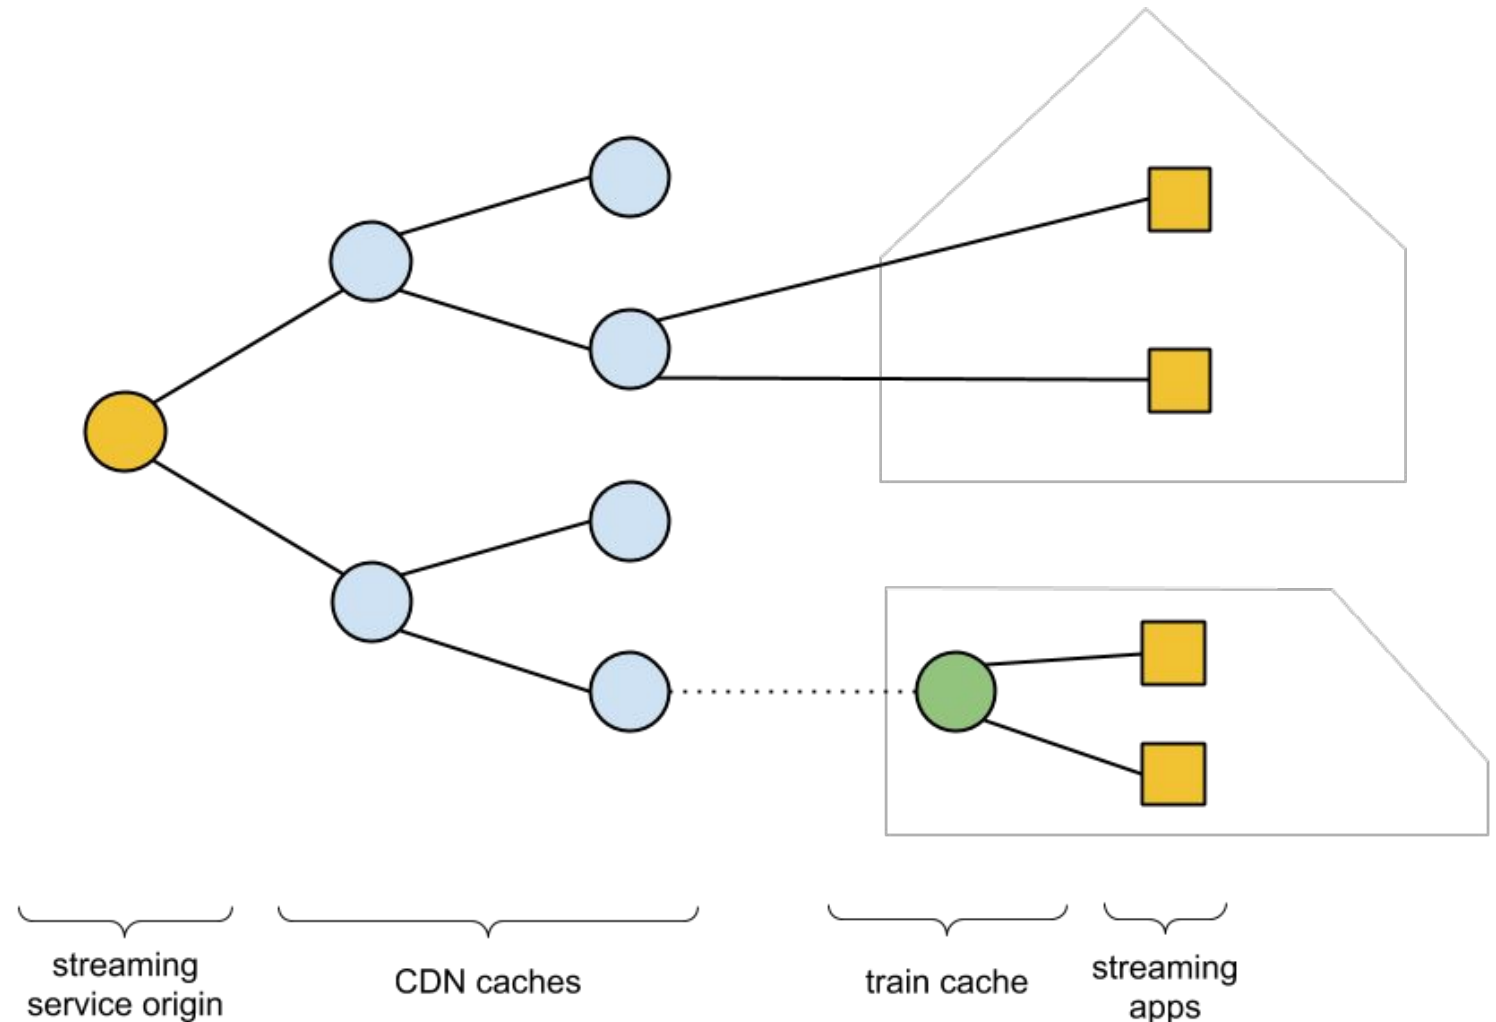 streaming
service origin
CDN caches
train cache
streaming
apps